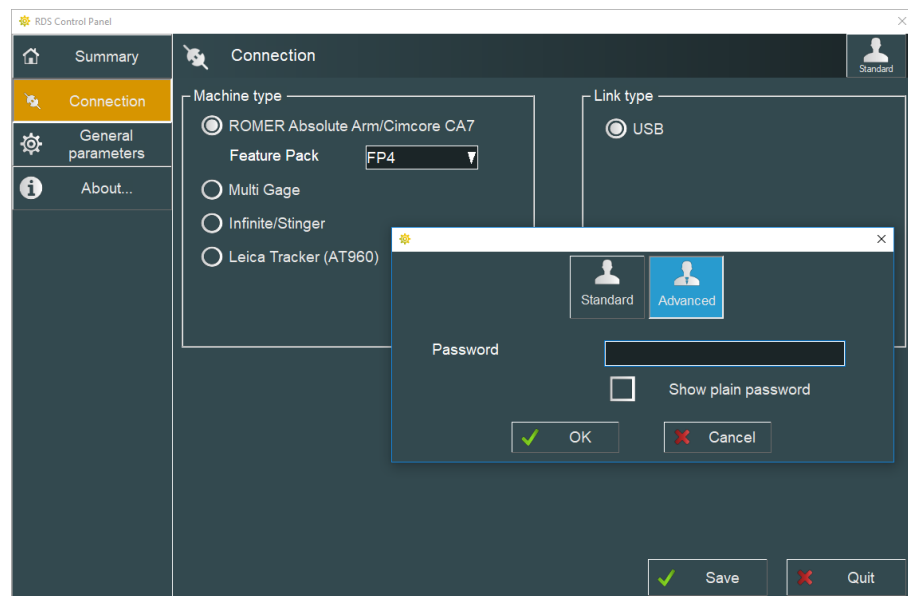 RDS Control Panel
Summary
Connection
Standard
Connection
General
parameters
About...
Machine type
ROMER Absolute Arm/Cimcore CA7
Feature Pack
FP4
Multi Gage
Infinite/Stinger
Leica Tracker (AT960)
Link type
USB
Standard
Advanced
Password
Show plain password
OK
Cancel
Save
Quit